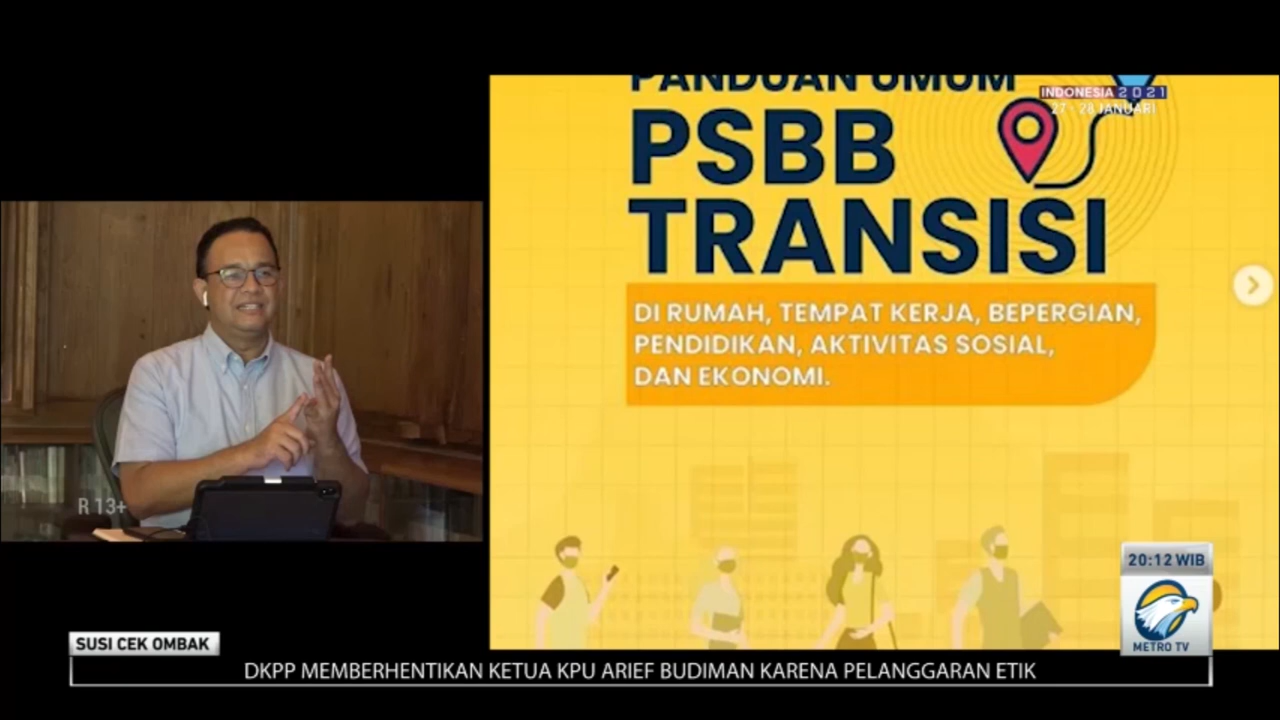 PANDUAN UMUM
PSBB
TRANSISI
DI RUMAH, TEMPAT KERJA, BEPERGIAN,
PENDIDIKAN, AKTIVITAS SOSIAL,
DAN EKONOMI.
INDONESIA 2021
27 - 28 JANUARI
R 13+
20:12 WIB
METRO TV
SUSI CEK OMBAK
DKPP MEMBERHENTIKAN KETUA KPU ARIEF BUDIMAN KARENA PELANGGARAN ETIK